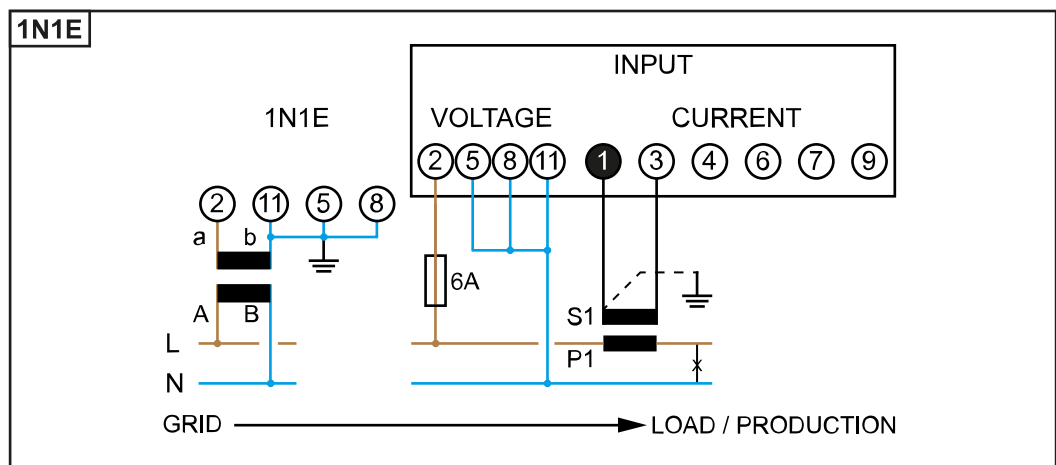 1N1E
INPUT
1N1E
VOLTAGE
CURRENT
2 5 8 11 1 3 4 6 7 9
2 11 5 8
a b
6A
A B
S1
P1
L
x
N
GRID
LOAD / PRODUCTION